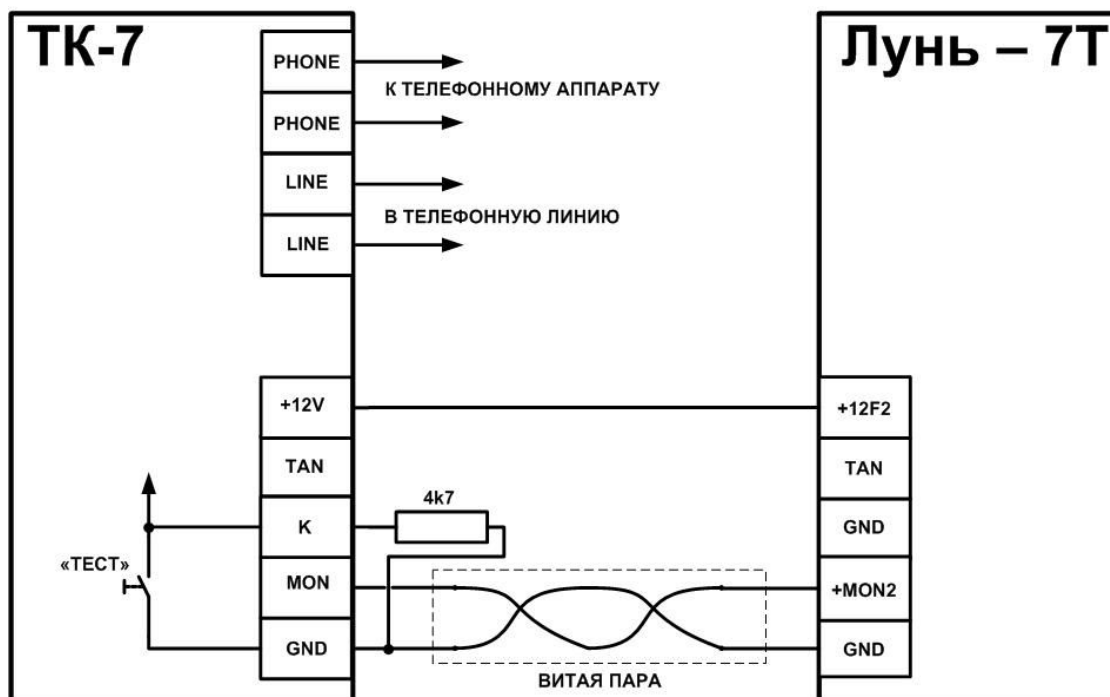 ТК-7
Лунь – 7Т
PHONE
К ТЕЛЕФОННОМУ АППАРАТУ
PHONE
LINE
В ТЕЛЕФОННУЮ ЛИНИЮ
LINE
+12V
+12F2
TAN
TAN
4k7
K
GND
«ТЕСТ»
MON
+MON2
GND
GND
ВИТАЯ ПАРА